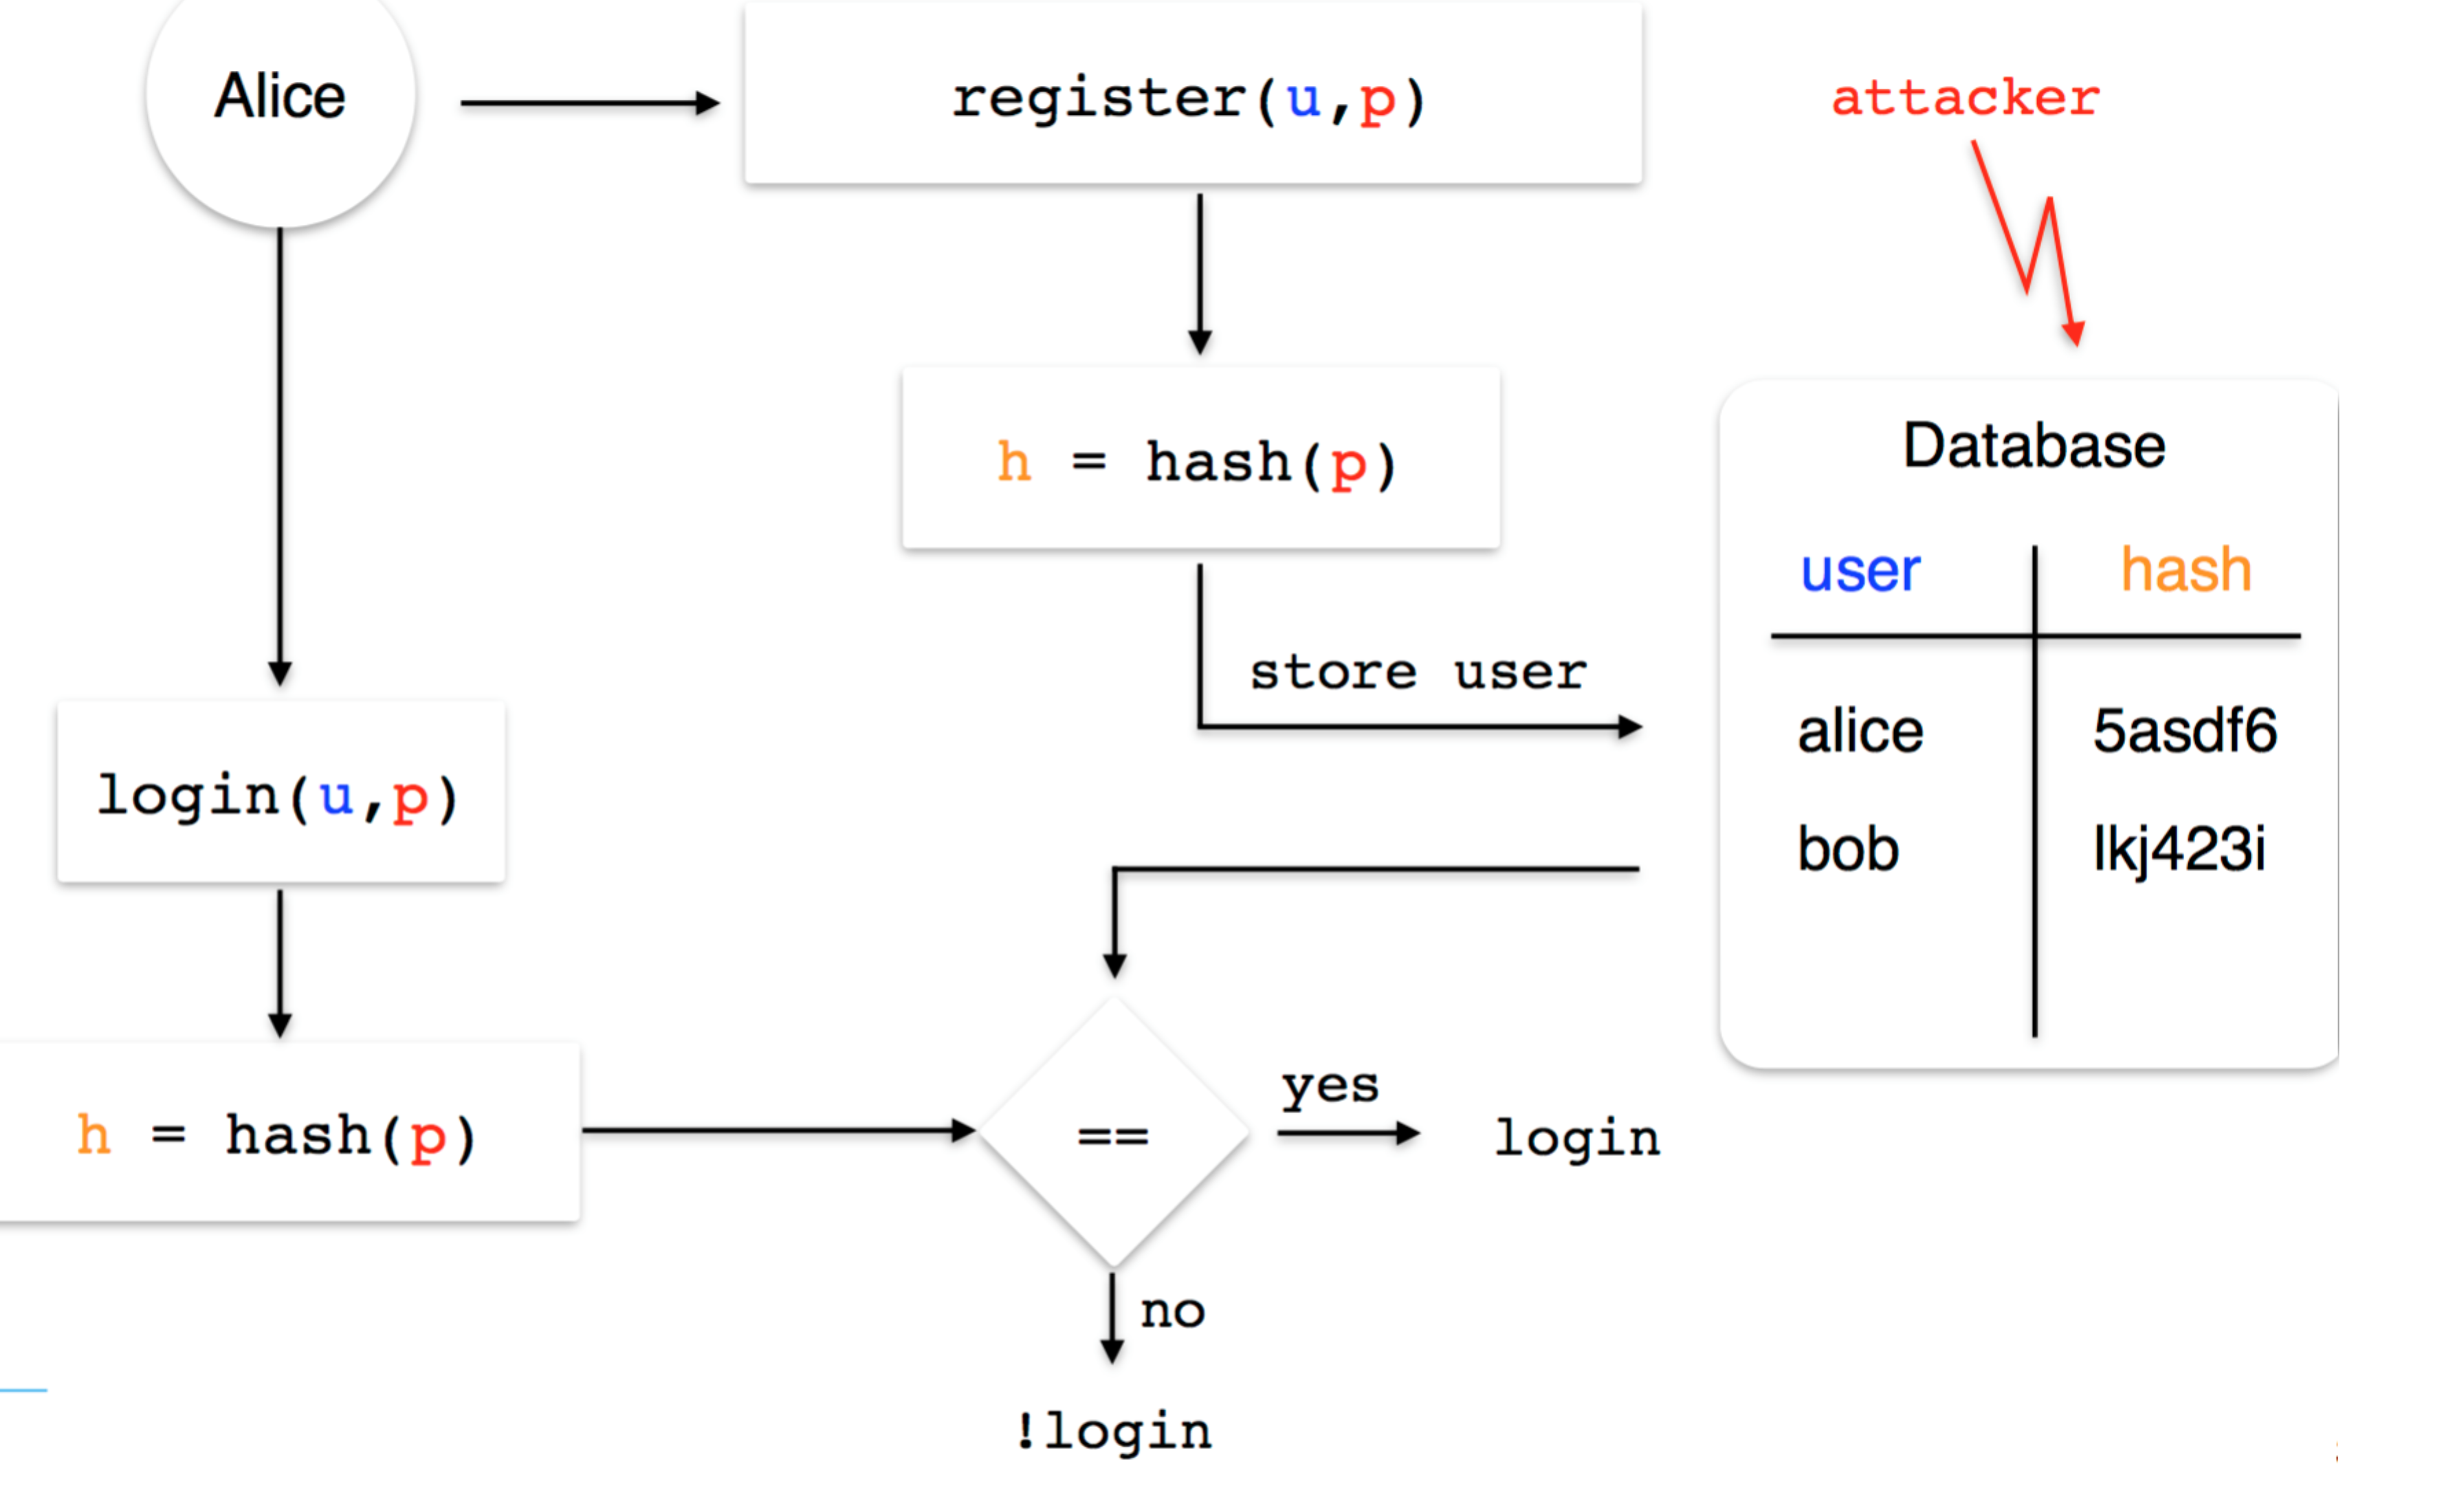 Alice
register(u,p)
attacker
h = hash(p)
Database
user hash
store user
alice 5asdf6
bob lkj423i
login(u,p)
h = hash(p)
==
yes
login
no
!login